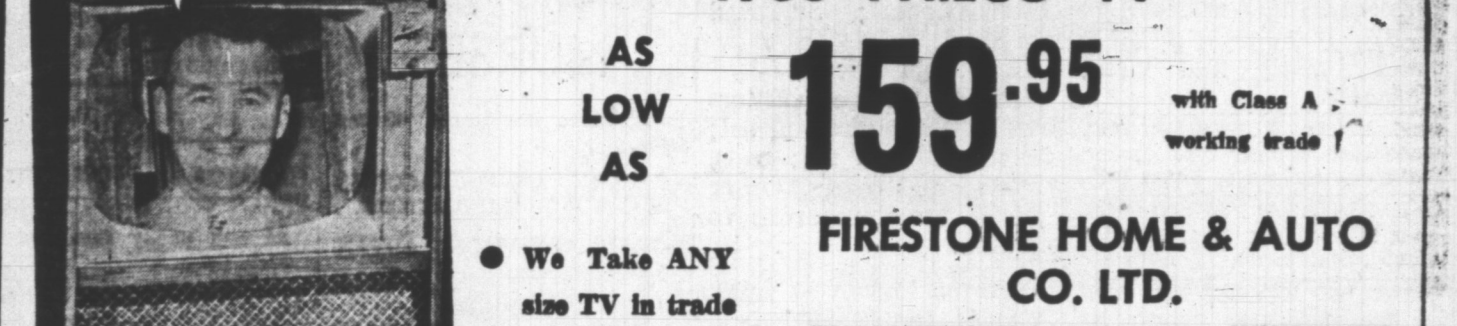 AS
LOW
AS
159.95
with Class A
working trade !
● We Take ANY
size TV in trade
FIRESTONE HOME & AUTO
CO. LTD.